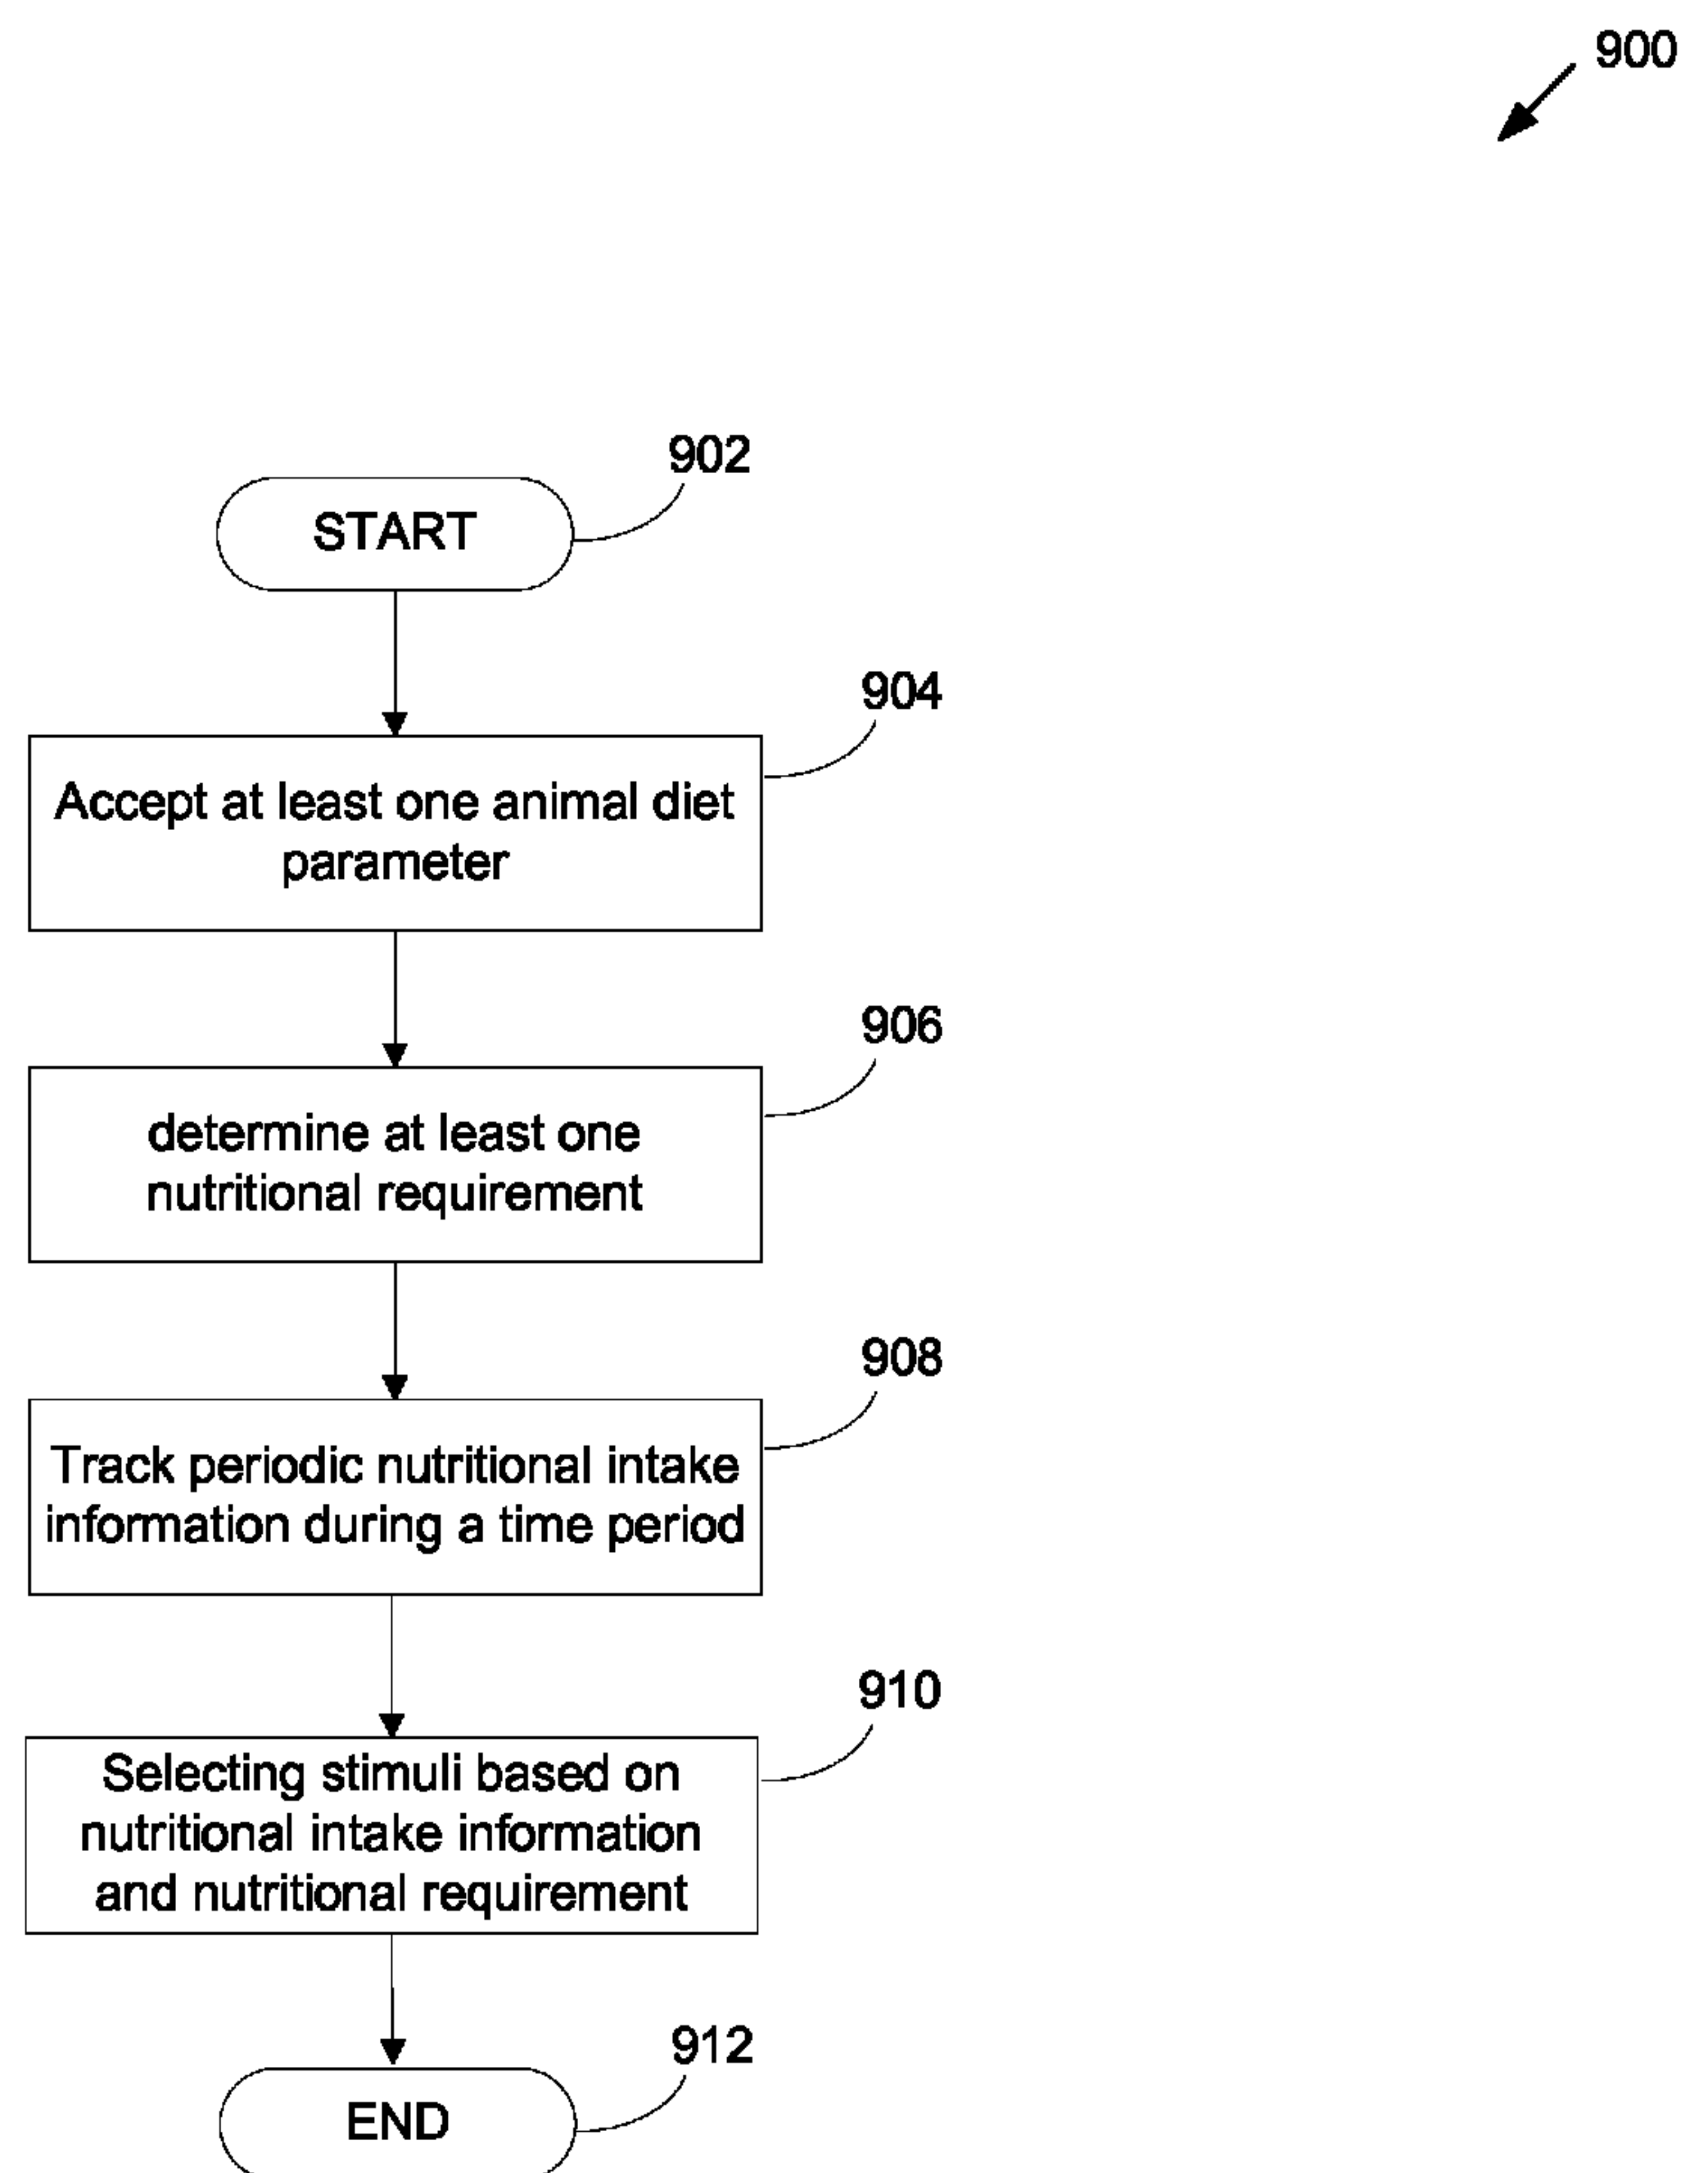 900
902
START
904
Accept at least one animal diet
parameter
906
determine at least one
nutritional requirement
908
Track periodic nutritional intake
information during a time period
910
Selecting stimuli based on
nutritional intake information
and nutritional requirement
912
END